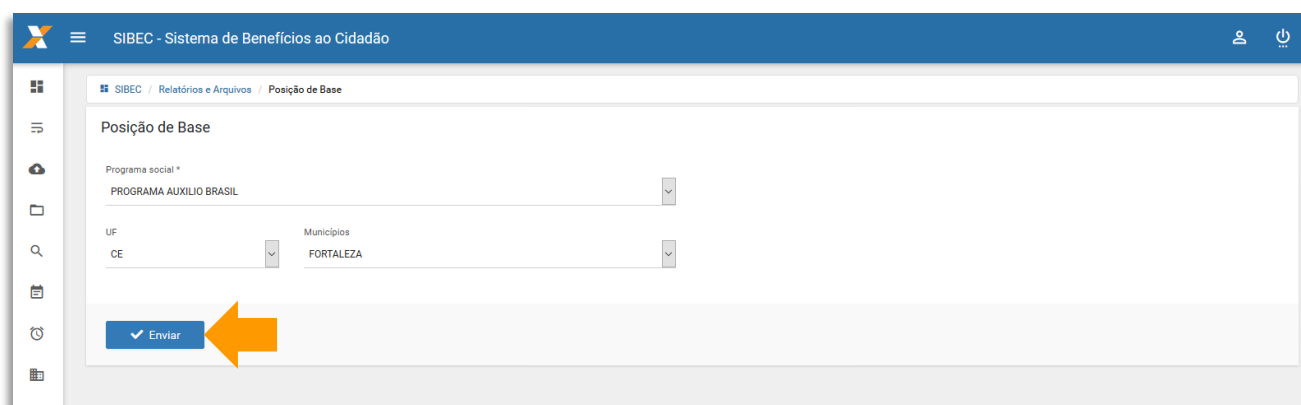 SIBEC - Sistema de Benefícios ao Cidadão
SIBEC / Relatórios e Arquivos / Posição de Base
Posição de Base
Programa social *
PROGRAMA AUXILIO BRASIL
UF Municípios
CE FORTALEZA
Enviar